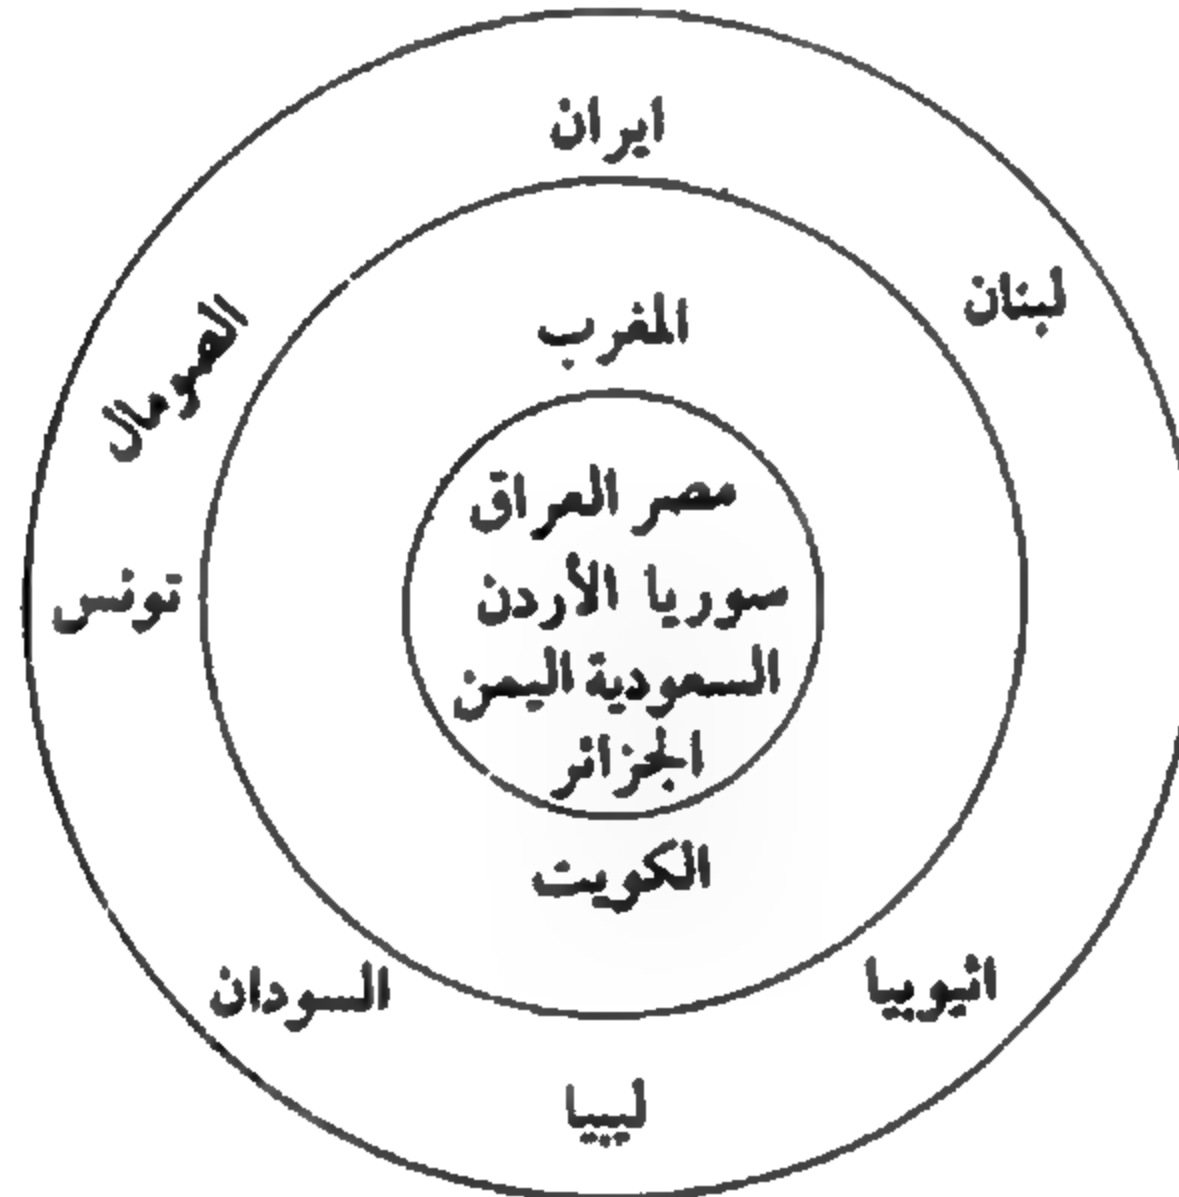 ايران
لبنان
الصومال
المغرب
مصر العراق
سوريا الأردن
السعودية اليمن
الجزائر
تونس
الكويت
السودان
اثيوبيا
ليبيا